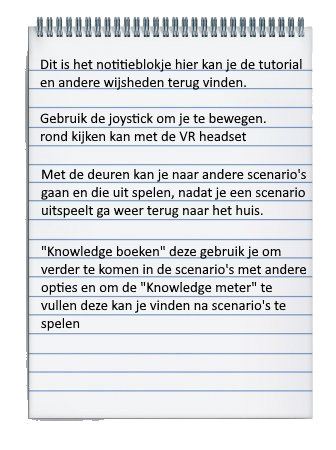 Dit is het notitieblokje hier kan je de tutorial
en andere wijsheden terug vinden.
Gebruik de joystick om je te bewegen.
rond kijken kan met de VR headset
Met de deuren kan je naar andere scenario's
gaan en die uit spelen, nadat je een scenario
uitspeelt ga weer terug naar het huis.
"Knowledge boeken" deze gebruik je om
verder te komen in de scenario's met andere
opties en om de "Knowledge meter" te
vullen deze kan je vinden na scenario's te
spelen